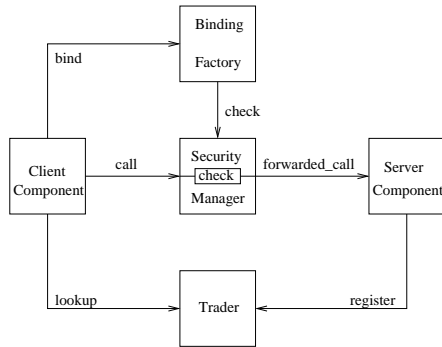 Binding
Factory
bind
check
Client
Component
call
Security
check
Manager
forwarded_call
Server
Component
lookup
Trader
register